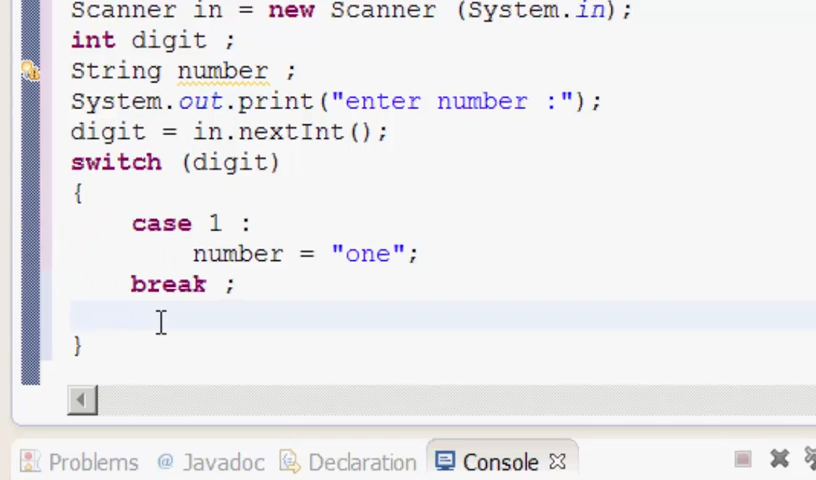 Scanner in = new Scanner (System.in);
int digit ;
String number ;
System.out.print("enter number :");
digit = in.nextInt();
switch (digit)
{
case 1 :
number = "one";
break ;
}
Problems @ Javadoc Declaration Console